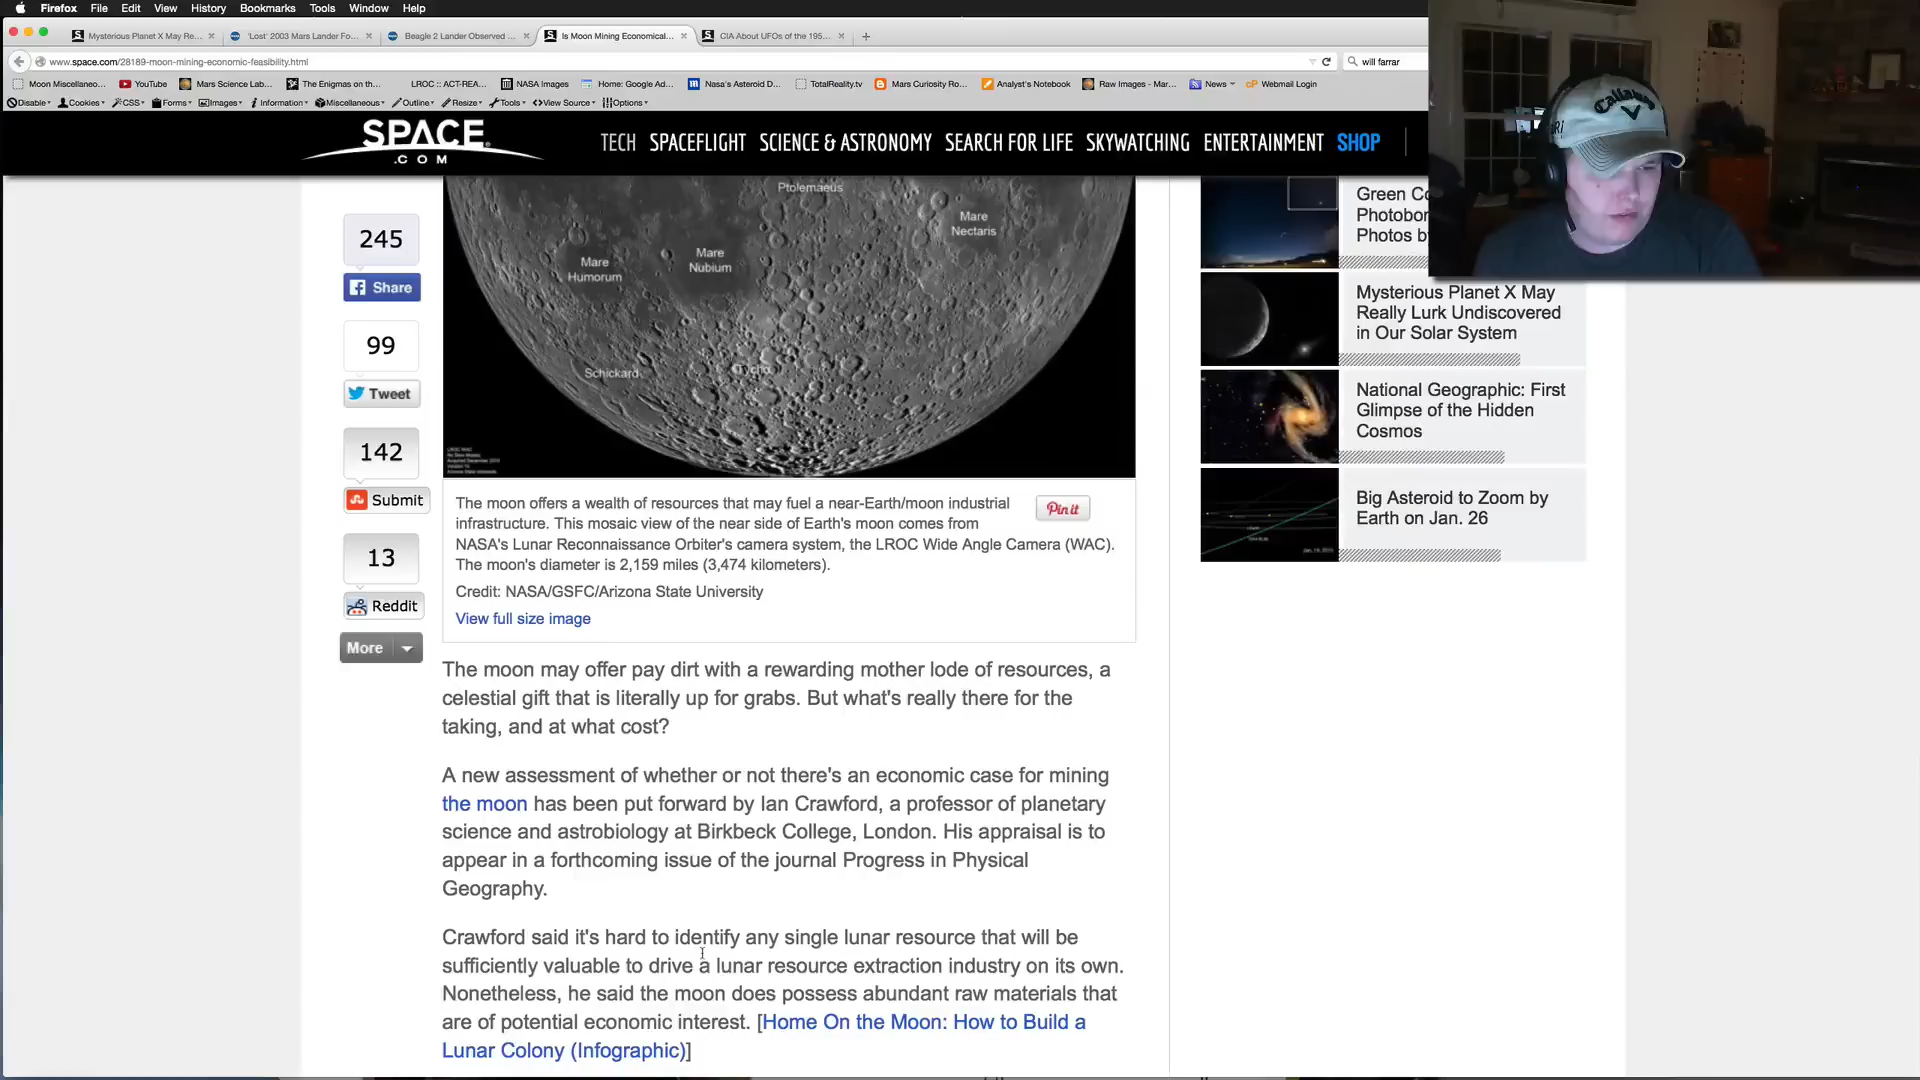 Firefox File Edit View History Bookmarks Tools Window Help
Mysterious Planet X May Re... × 'Lost' 2003 Mars Lander Fo... × Beagle 2 Lander Observed ... × Is Moon Mining Economical... × CIA About UFOs of the 195... × +
www.space.com/28189-moon-mining-economic-feasibility.html
will farrar
Moon Miscellaneo... YouTube Mars Science Lab... The Enigmas on th... LROC :: ACT-REA... NASA Images Home: Google Ad... Nasa's Asteroid D... TotalReality.tv Mars Curiosity Ro... Analyst's Notebook Raw Images - Mar... News Webmail Login
Disable Cookies CSS Forms Images Information Miscellaneous Outline Resize Tools View Source Options
SPACE
.COM
TECH SPACEFLIGHT SCIENCE & ASTRONOMY SEARCH FOR LIFE SKYWATCHING ENTERTAINMENT SHOP
Callaway
245
Share
99
Tweet
142
Submit
13
Reddit
More
Ptolemaeus
Mare
Nectaris
Mare
Nubium
Mare
Humorum
Schickard
Tycho
The moon offers a wealth of resources that may fuel a near-Earth/moon industrial
infrastructure. This mosaic view of the near side of Earth's moon comes from
NASA's Lunar Reconnaissance Orbiter's camera system, the LROC Wide Angle Camera (WAC).
The moon's diameter is 2,159 miles (3,474 kilometers).
Credit: NASA/GSFC/Arizona State University
View full size image
Pin it
The moon may offer pay dirt with a rewarding mother lode of resources, a
celestial gift that is literally up for grabs. But what's really there for the
taking, and at what cost?
A new assessment of whether or not there's an economic case for mining
the moon has been put forward by Ian Crawford, a professor of planetary
science and astrobiology at Birkbeck College, London. His appraisal is to
appear in a forthcoming issue of the journal Progress in Physical
Geography.
Crawford said it's hard to identify any single lunar resource that will be
sufficiently valuable to drive a lunar resource extraction industry on its own.
Nonetheless, he said the moon does possess abundant raw materials that
are of potential economic interest. [Home On the Moon: How to Build a
Lunar Colony (Infographic)]
Green Co
Photobor
Photos b
Mysterious Planet X May
Really Lurk Undiscovered
in Our Solar System
National Geographic: First
Glimpse of the Hidden
Cosmos
Big Asteroid to Zoom by
Earth on Jan. 26